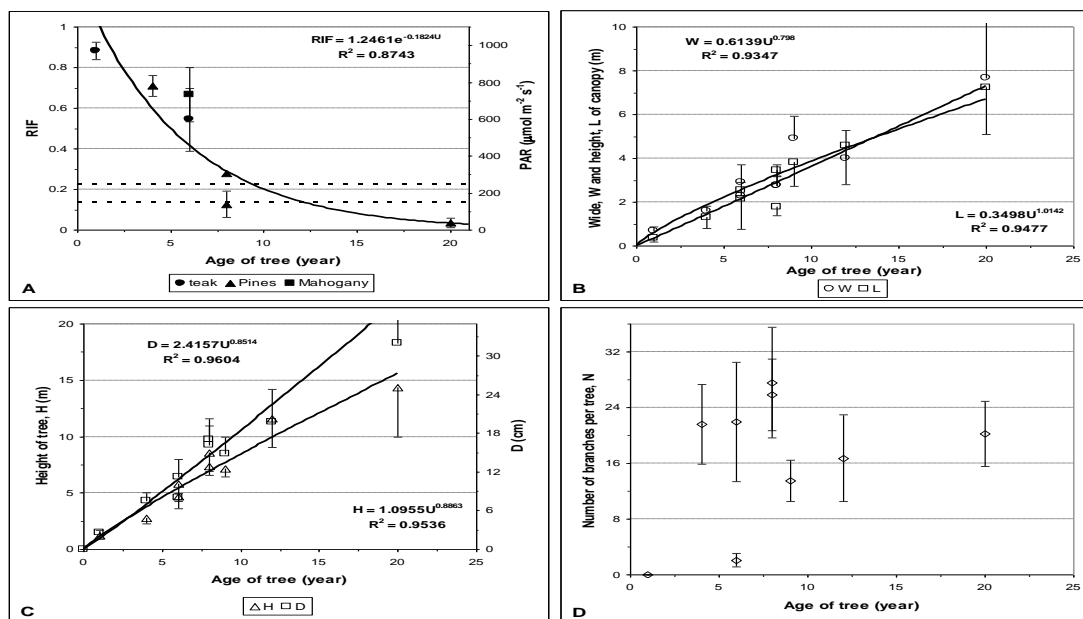 RIF = 1.2461e^-0.1824U
R² = 0.8743
1
0.8
0.6
0.4
0.2
0
RIF
1000
800
600
400
200
0
PAR (μmol m⁻² s⁻¹)
0 5 10 15 20
Age of tree (year)
A
teak Pines Mahogany
W = 0.6139U^0.798
R² = 0.9347
10
8
6
4
2
0
Wide, W and height, L of canopy (m)
L = 0.3498U^1.0142
R² = 0.9477
0 5 10 15 20 25
Age of tree (year)
B
W L
D = 2.4157U^0.8514
R² = 0.9604
20
15
10
5
0
Height of tree, H (m)
30
24
18
12
6
0
D (cm)
H = 1.0955U^0.8863
R² = 0.9536
0 5 10 15 20 25
Age of tree (year)
C
H D
32
24
16
8
0
Number of branches per tree, N
0 5 10 15 20 25
Age of tree (year)
D